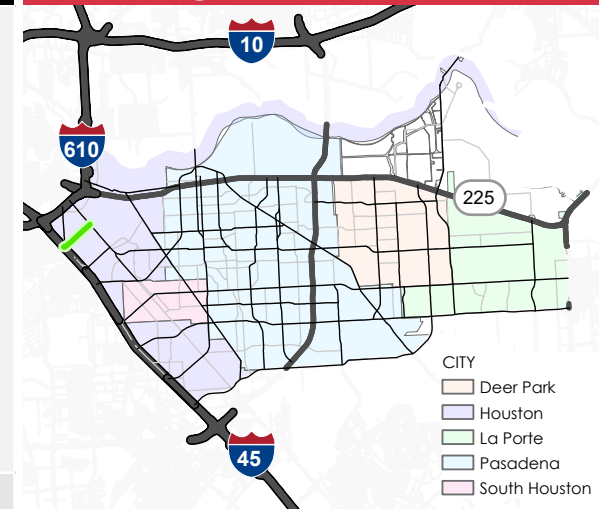 10
610
225
CITY
Deer Park
Houston
La Porte
Pasadena
South Houston
45